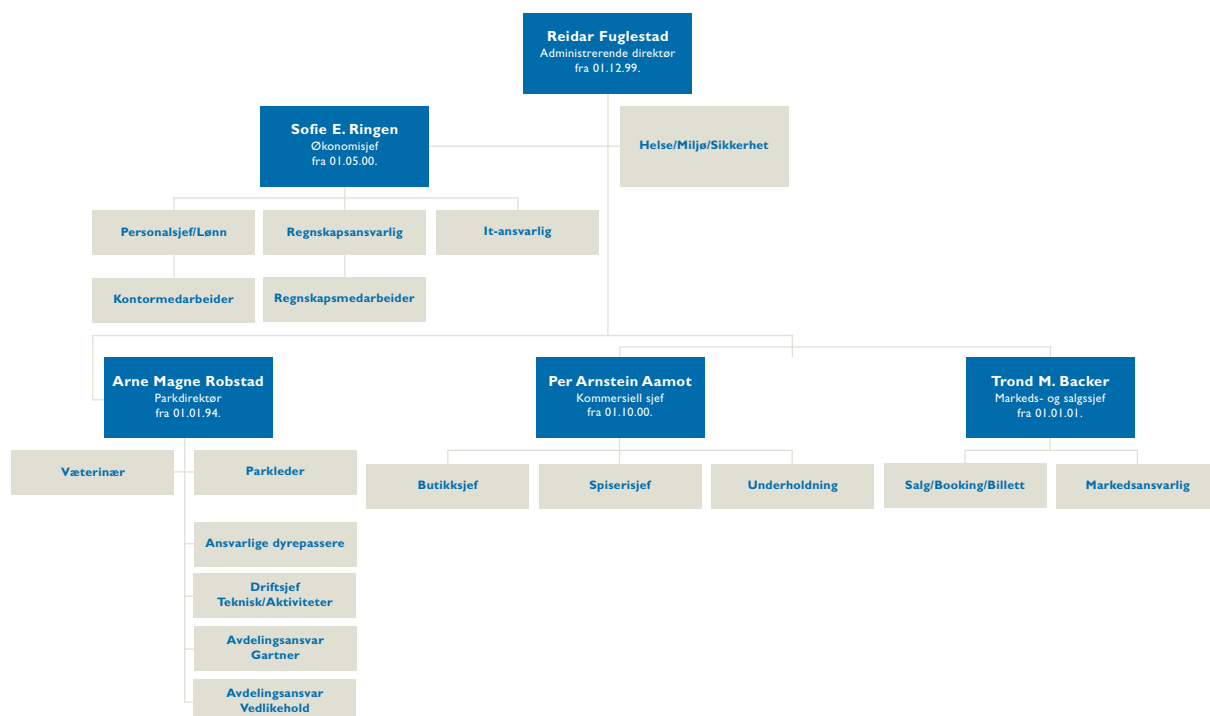 Reidar Fuglestad
Administrerende direktør
fra 01.12.99.
Sofie E. Ringen
Økonomisjef
fra 01.05.00.
Helse/Miljø/Sikkerhet
Personalsjef/Lønn
Regnskapsansvarlig
It-ansvarlig
Kontormedarbeider
Regnskapsmedarbeider
Arne Magne Robstad
Parkdirektør
fra 01.01.94.
Per Arnstein Aamot
Kommersiell sjef
fra 01.10.00.
Trond M. Backer
Markeds- og salgssjef
fra 01.01.01.
Væterinær
Parkleder
Butikksjef
Spiserisjef
Underholdning
Salg/Booking/Billett
Markedsansvarlig
Ansvarlige dyrepassere
Driftsjef
Teknisk/Aktiviteter
Avdelingsansvar
Gartner
Avdelingsansvar
Vedlikehold